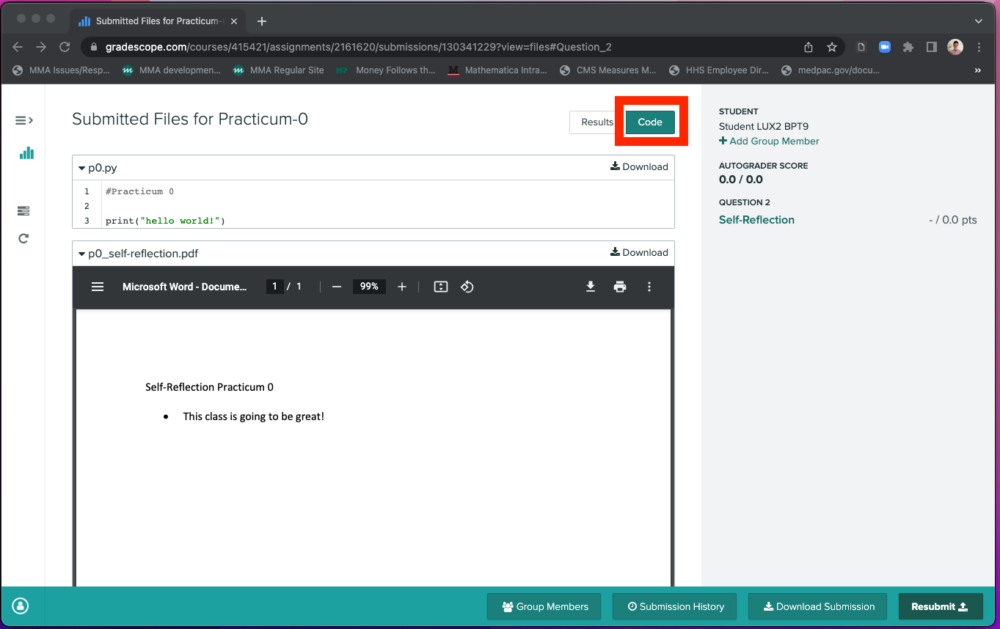 Submitted Files for Practicum-
gradescope.com/courses/415421/assignments/2161620/submissions/130341229?view=files#Question_2
MMA Issues/Resp... MMA developmen... MMA Regular Site Money Follows th... Mathematica Intra... CMS Measures M... HHS Employee Dir... medpac.gov/docu... »
Submitted Files for Practicum-0
Results Code
p0.py Download
1 #Practicum 0
2
3 print("hello world!")
p0_self-reflection.pdf Download
Microsoft Word - Docume... 1 / 1 99%
Self-Reflection Practicum 0
• This class is going to be great!
STUDENT
Student LUX2 BPT9
+ Add Group Member
AUTOGRADER SCORE
0.0 / 0.0
QUESTION 2
Self-Reflection - / 0.0 pts
Group Members Submission History Download Submission Resubmit